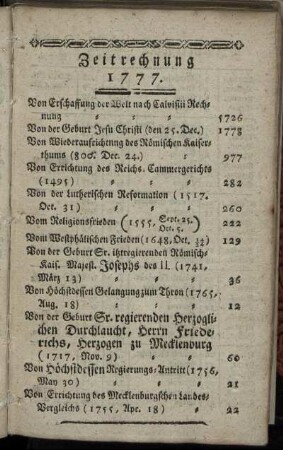 Zeitrechnung
1777.
Von Erschaffung der Welt nach Calvisii Rech-
nung 5726
Von der Geburt Jesu Christi (den 25. Dec.) 1778
Von Wiederaufrichtung des Römischen Kaiser-
thums (800. Dec. 24.) 977
Von Errichtung des Reichs-Cammergerichts
(1495) 282
Von der Lutherischen Reformation (1517.
Oct. 31) 260
Vom Religionsfrieden (1555, Sept. 25. Oct. 5.) 222
Vom Westphälischen Frieden (1648, Oct. 14/24) 129
Von der Geburt Sr. itzregierenden Römisch-
Kais. Majest. Josephs des II. (1741,
März 13) 36
Von Höchstdessen Gelangung zum Thron (1765,
Aug. 18) 12
Von der Geburt Sr. regierenden Herzogli-
chen Durchlaucht, Herrn Friede-
richs, Herzogen zu Mecklenburg
(1717, Nov. 9) 60
Von Höchstdessen Regierungs-Antritt (1756,
May 30) 21
Von Errichtung des Mecklenburgschen Landes-
Vergleichs (1755, Apr. 18) 22